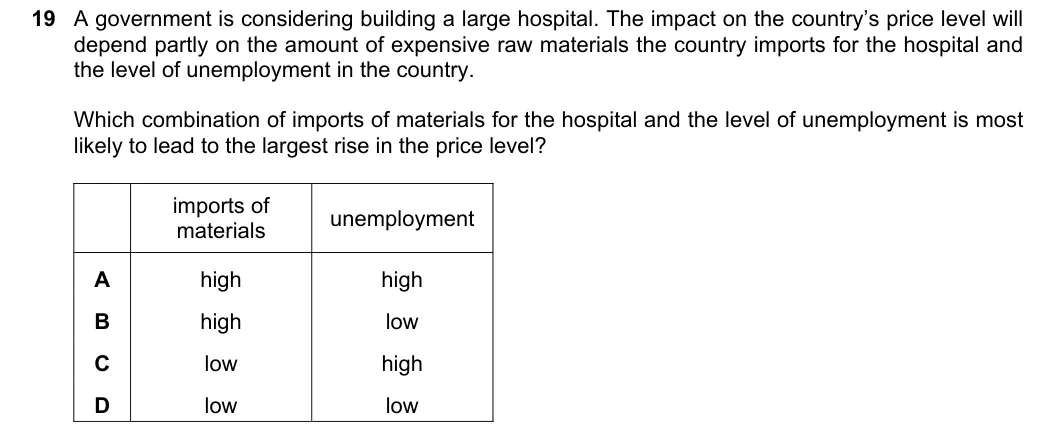 19 A government is considering building a large hospital. The impact on the country’s price level will
depend partly on the amount of expensive raw materials the country imports for the hospital and
the level of unemployment in the country.
Which combination of imports of materials for the hospital and the level of unemployment is most
likely to lead to the largest rise in the price level?
imports of
materials
unemployment
A high high
B high low
C low high
D low low